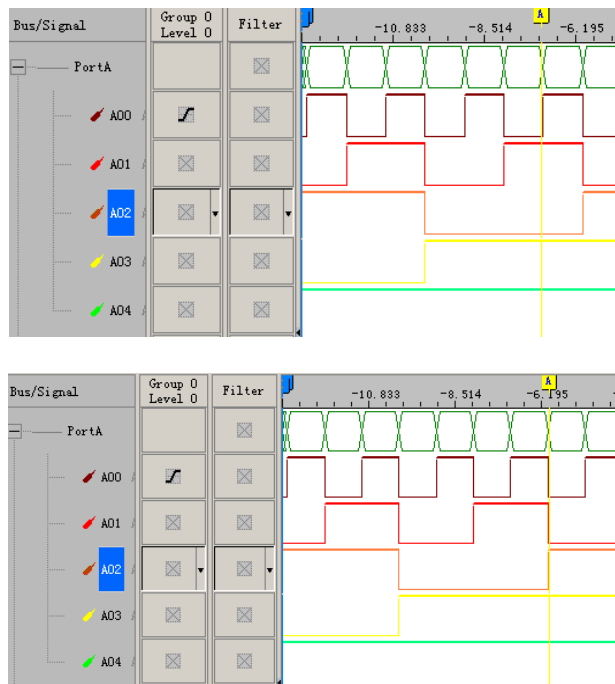 Bus/Signal Group 0 Level 0 Filter A
-10.833 -8.514 -6.195
PortA
A00
A01
A02
A03
A04
Bus/Signal Group 0 Level 0 Filter A
-10.833 -8.514 -6.195
PortA
A00
A01
A02
A03
A04